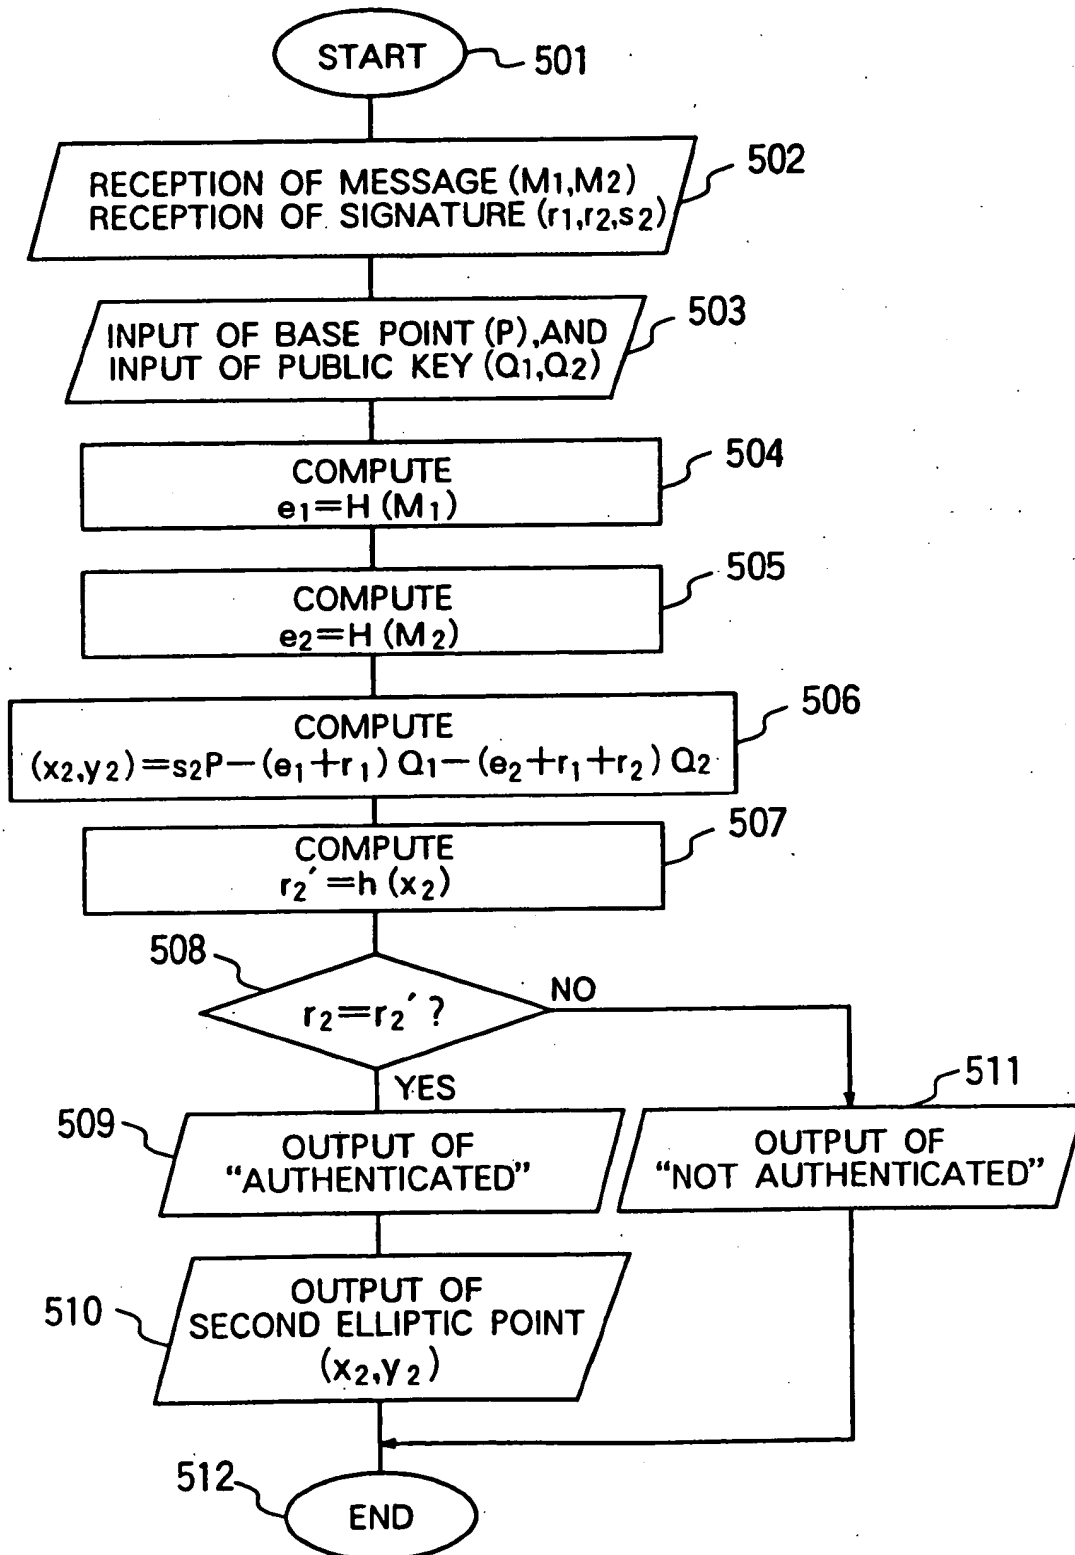 START
501
RECEPTION OF MESSAGE (M1,M2)
RECEPTION OF SIGNATURE (r1,r2,s2)
502
INPUT OF BASE POINT (P),AND
INPUT OF PUBLIC KEY (Q1,Q2)
503
COMPUTE
e1=H (M1)
504
COMPUTE
e2=H (M2)
505
COMPUTE
(x2,y2)=s2P-(e1+r1) Q1-(e2+r1+r2) Q2
506
COMPUTE
r2'=h (x2)
507
508
r2=r2' ?
NO
YES
509
OUTPUT OF
"AUTHENTICATED"
511
OUTPUT OF
"NOT AUTHENTICATED"
510
OUTPUT OF
SECOND ELLIPTIC POINT
(x2,y2)
512
END